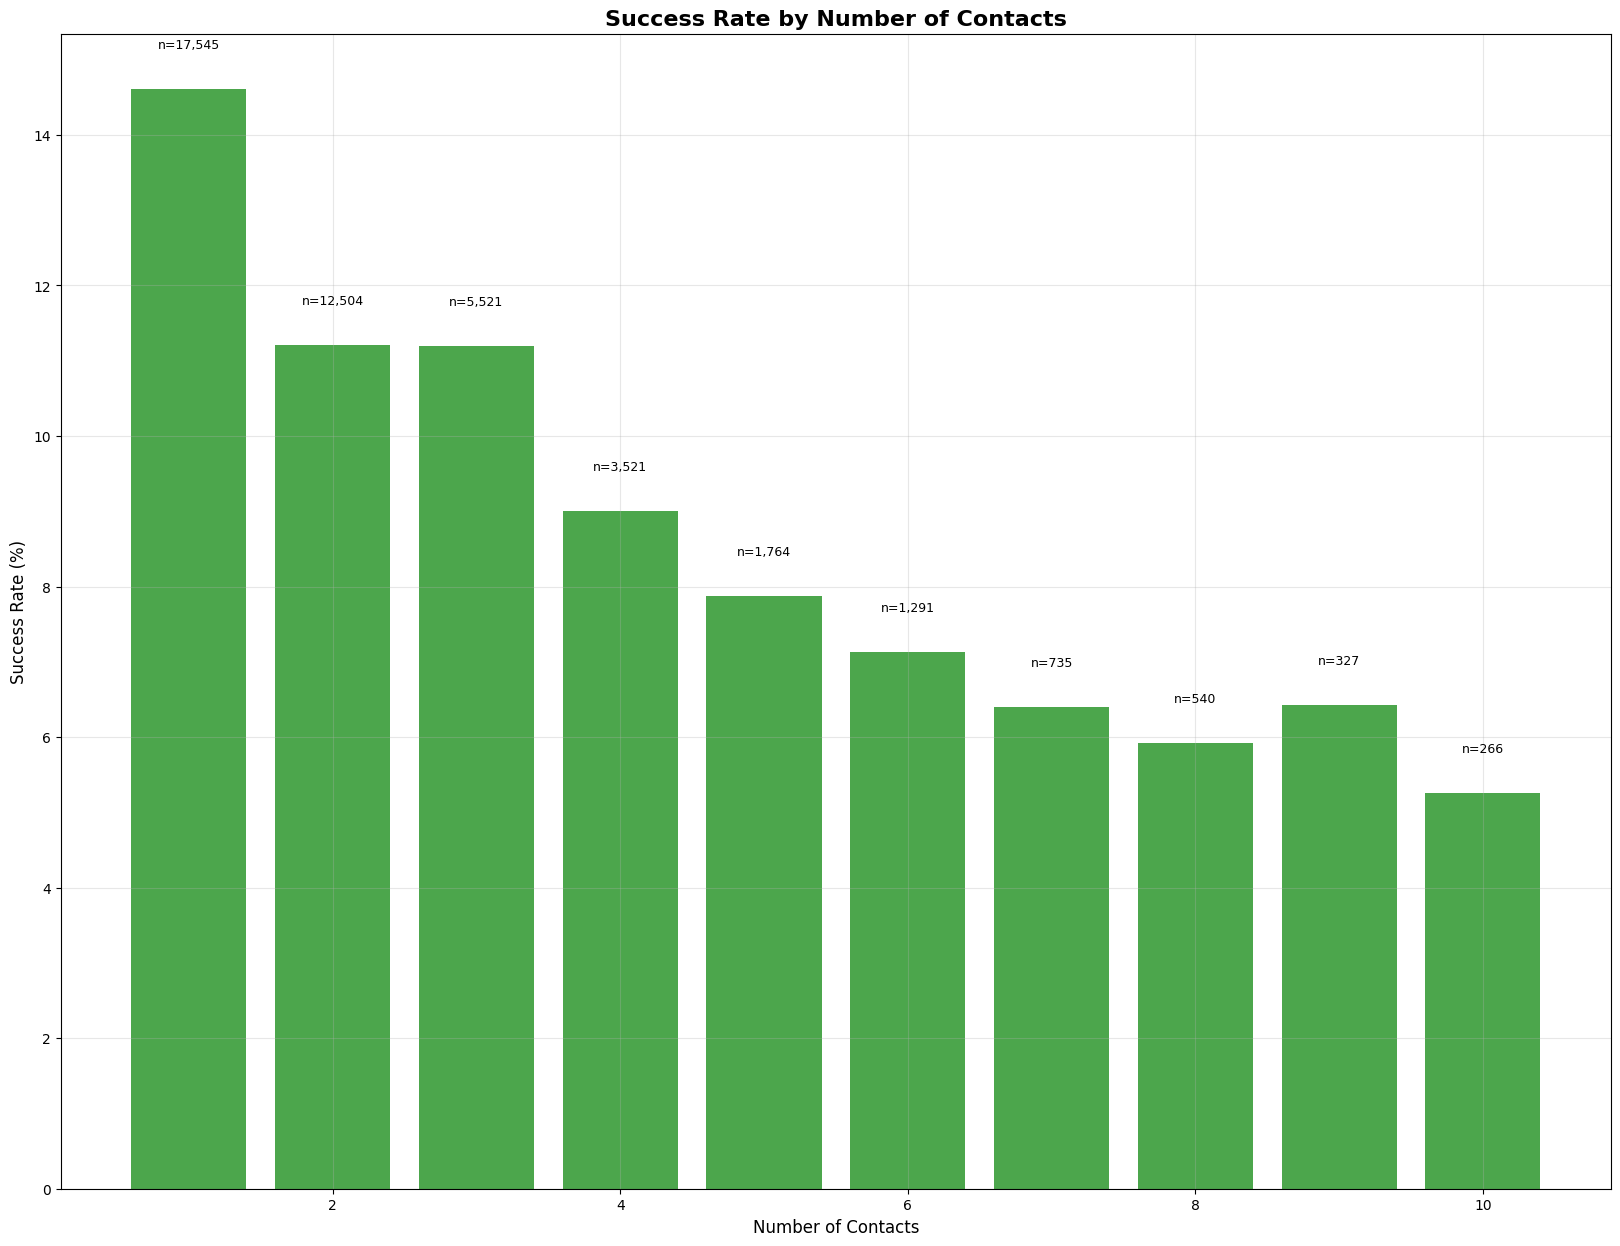 Success Rate by Number of Contacts
n=17,545
n=12,504
n=5,521
n=3,521
n=1,764
n=1,291
n=735
n=540
n=327
n=266
Success Rate (%)
14
12
10
8
6
4
2
0
2
4
6
8
10
Number of Contacts